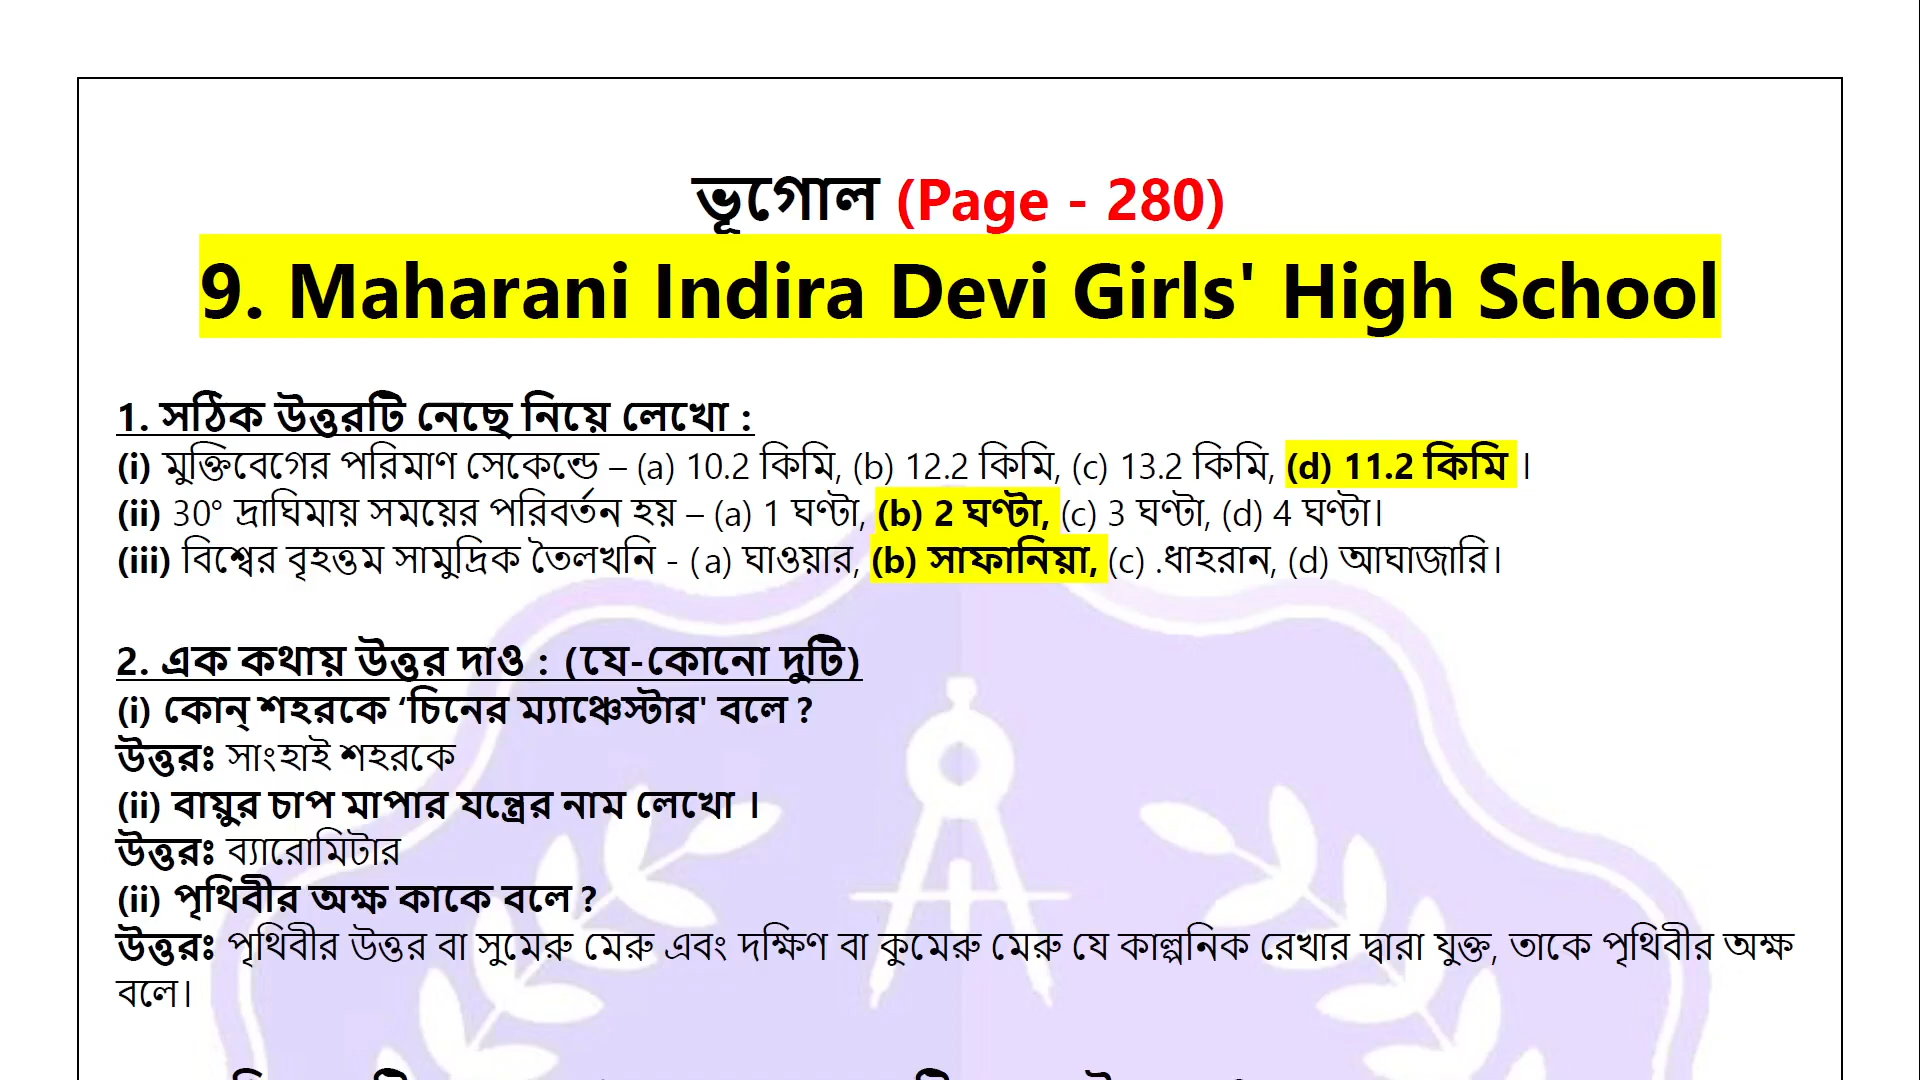 ভূগোল (Page - 280)
9. Maharani Indira Devi Girls' High School
1. সঠিক উত্তরটি নেছে নিয়ে লেখো :
(i) মুক্তিবেগের পরিমাণ সেকেন্ডে – (a) 10.2 কিমি, (b) 12.2 কিমি, (c) 13.2 কিমি, (d) 11.2 কিমি ।
(ii) 30° দ্রাঘিমায় সময়ের পরিবর্তন হয় – (a) 1 ঘণ্টা, (b) 2 ঘণ্টা, (c) 3 ঘণ্টা, (d) 4 ঘণ্টা।
(iii) বিশ্বের বৃহত্তম সামুদ্রিক তৈলখনি - (a) ঘাওয়ার, (b) সাফানিয়া, (c) .ধাহরান, (d) আঘাজারি।
2. এক কথায় উত্তর দাও : (যে-কোনো দুটি)
(i) কোন্ শহরকে ‘চিনের ম্যাঞ্চেস্টার' বলে ?
উত্তরঃ সাংহাই শহরকে
(ii) বায়ুর চাপ মাপার যন্ত্রের নাম লেখো ।
উত্তরঃ ব্যারোমিটার
(ii) পৃথিবীর অক্ষ কাকে বলে ?
উত্তরঃ পৃথিবীর উত্তর বা সুমেরু মেরু এবং দক্ষিণ বা কুমেরু মেরু যে কাল্পনিক রেখার দ্বারা যুক্ত, তাকে পৃথিবীর অক্ষ
বলে।